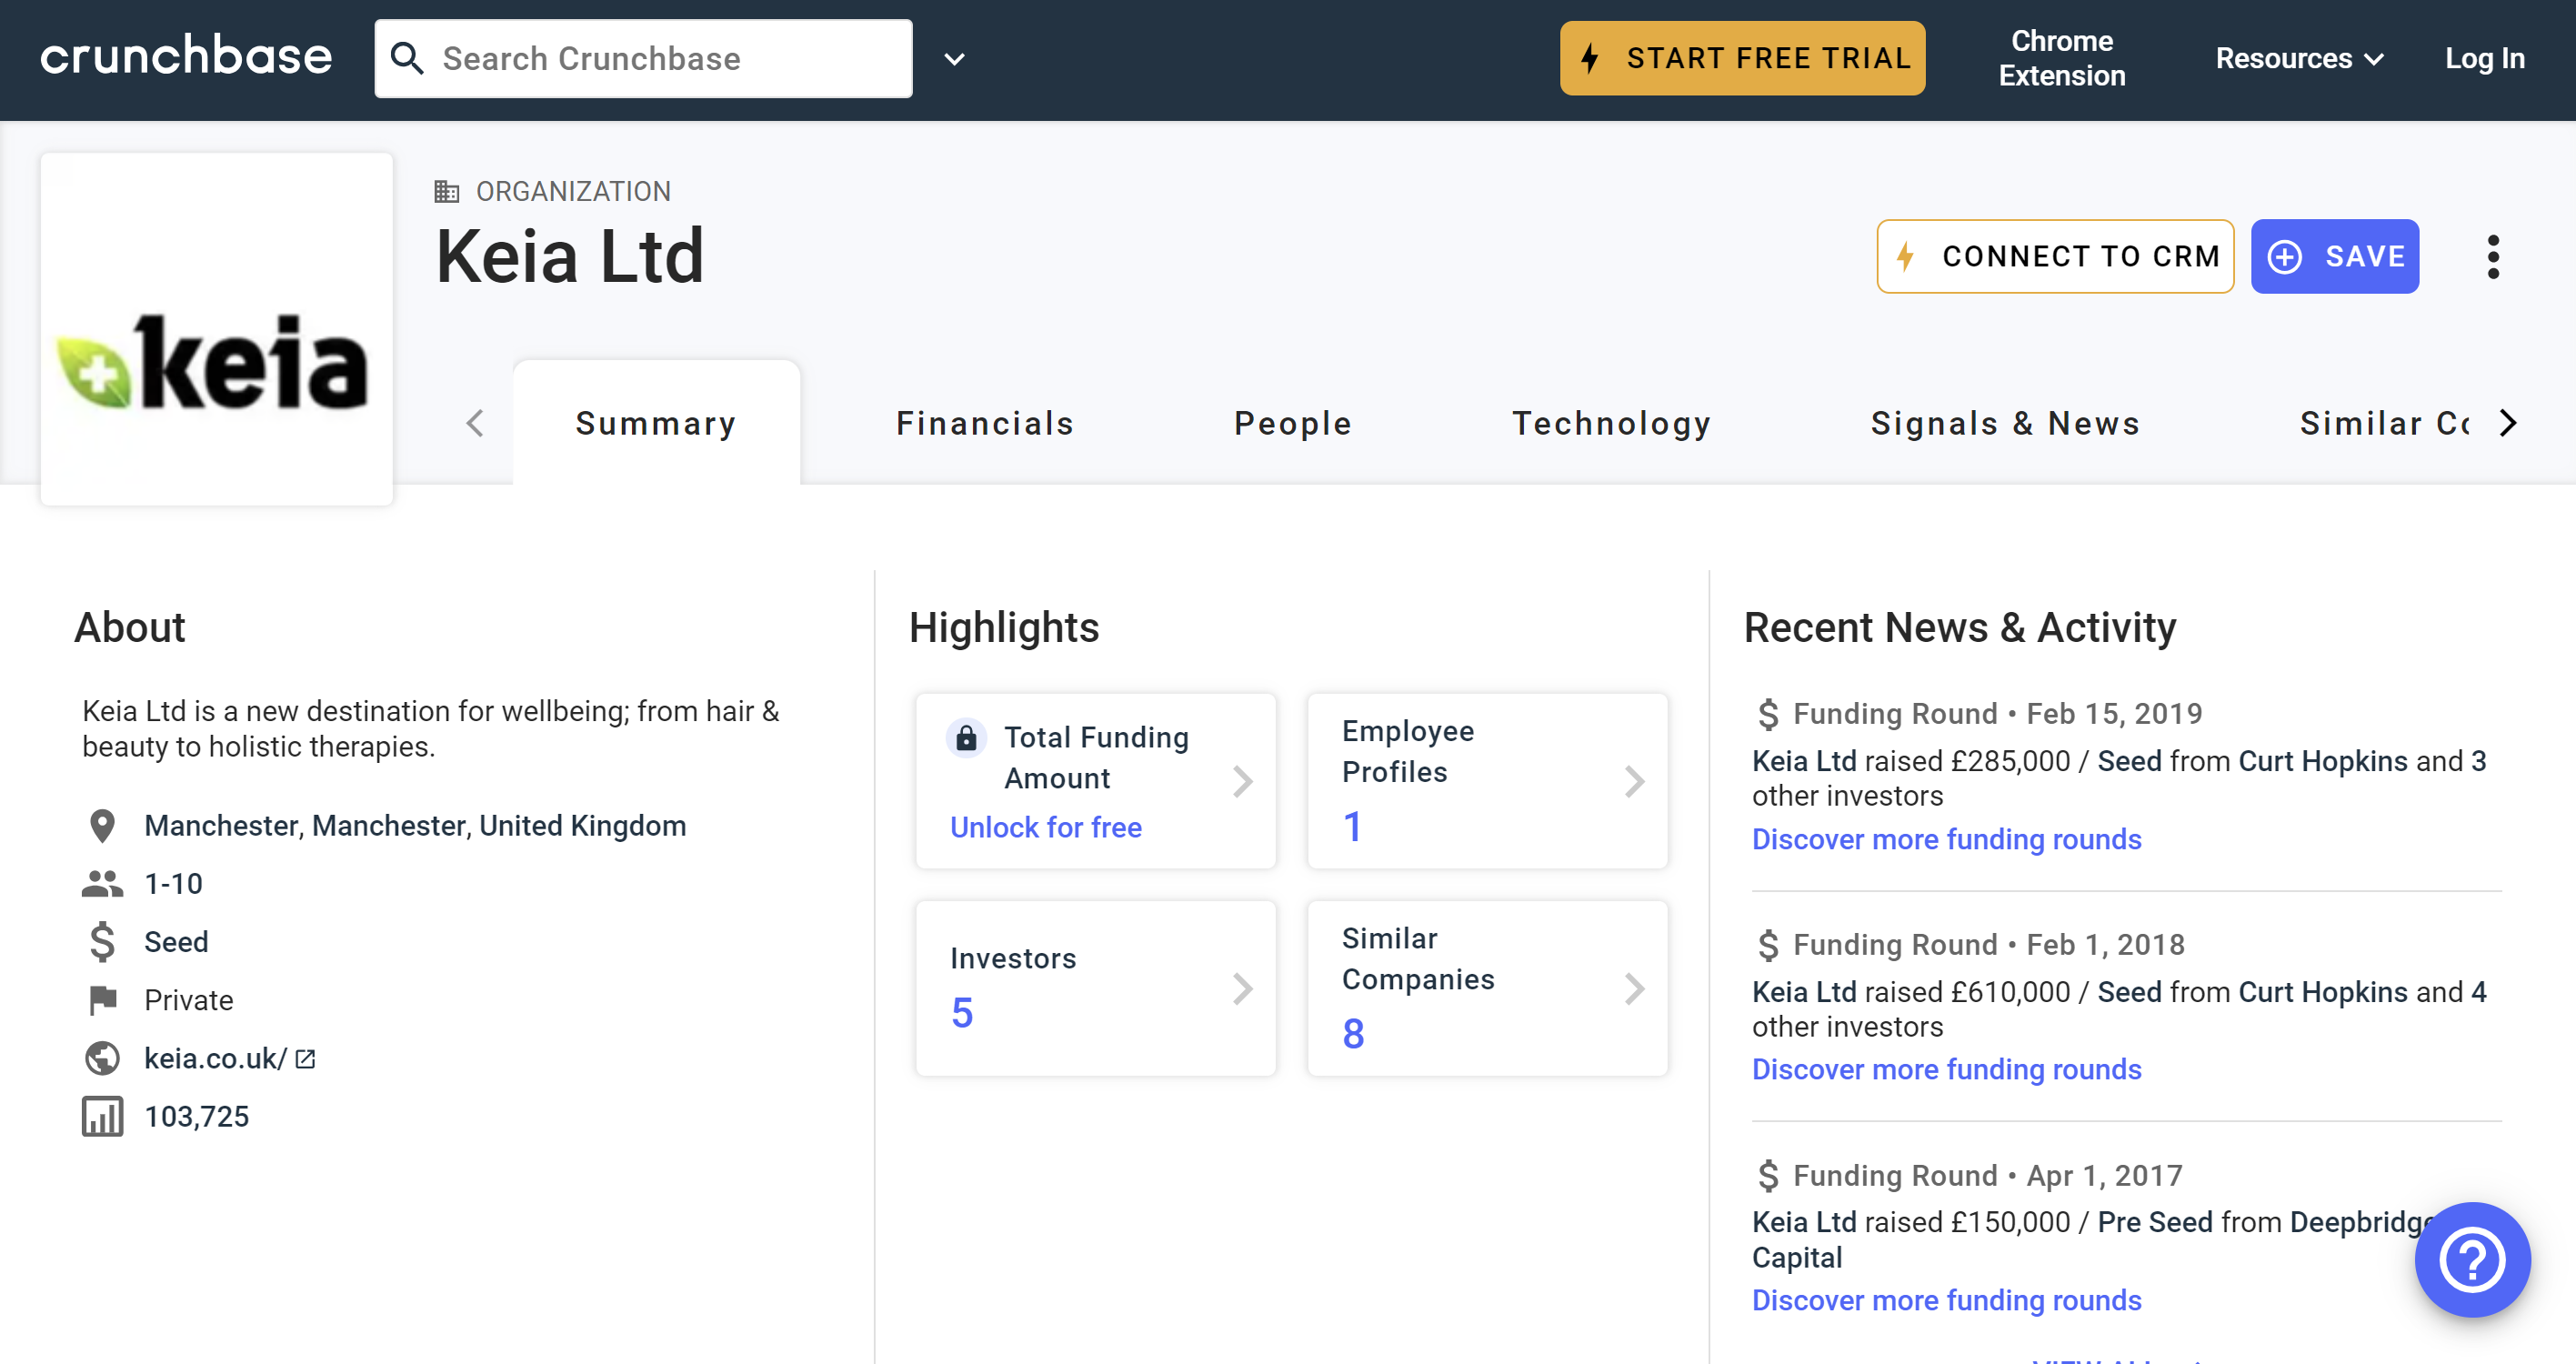 crunchbase
Search Crunchbase
START FREE TRIAL
Chrome
Extension
Resources
Log In
keia
ORGANIZATION
Keia Ltd
CONNECT TO CRM
SAVE
Summary
Financials
People
Technology
Signals & News
Similar
About
Keia Ltd is a new destination for wellbeing; from hair &
beauty to holistic therapies.
Manchester, Manchester, United Kingdom
1-10
Seed
Private
keia.co.uk/
103,725
Highlights
Total Funding
Amount
Unlock for free
Employee
Profiles
1
Investors
5
Similar
Companies
8
Recent News & Activity
Funding Round • Feb 15, 2019
Keia Ltd raised £285,000 / Seed from Curt Hopkins and 3
other investors
Discover more funding rounds
Funding Round • Feb 1, 2018
Keia Ltd raised £610,000 / Seed from Curt Hopkins and 4
other investors
Discover more funding rounds
Funding Round • Apr 1, 2017
Keia Ltd raised £150,000 / Pre Seed from Deepbridge
Capital
Discover more funding rounds